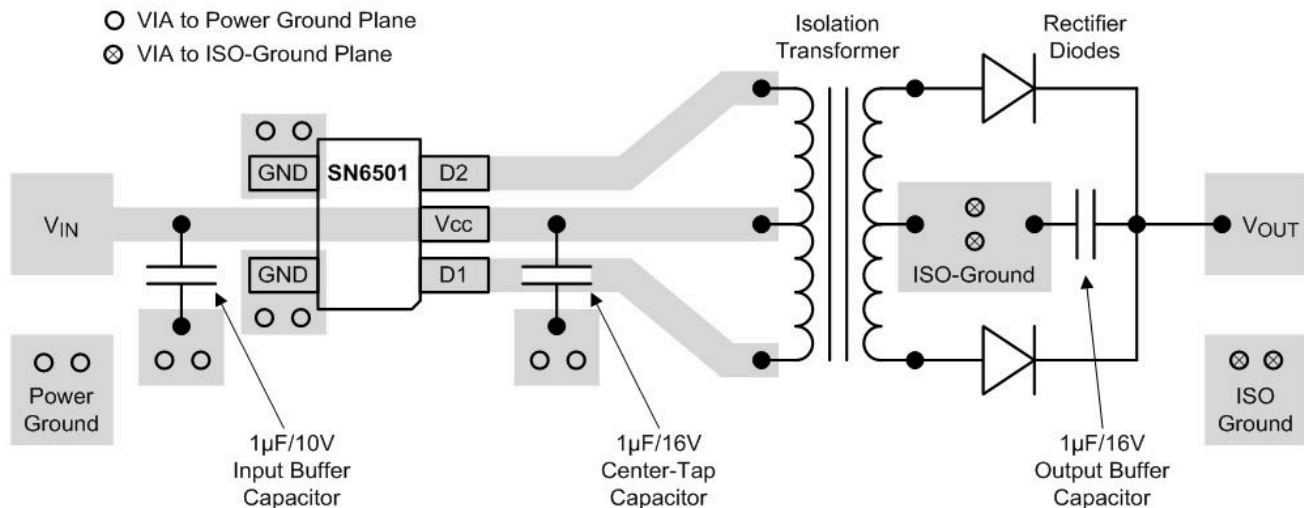 VIA to Power Ground Plane
VIA to ISO-Ground Plane
Isolation
Transformer
Rectifier
Diodes
GND
SN6501
D2
VIN
Vcc
GND
D1
ISO-Ground
VOUT
Power
Ground
ISO
Ground
1µF/10V
Input Buffer
Capacitor
1µF/16V
Center-Tap
Capacitor
1µF/16V
Output Buffer
Capacitor